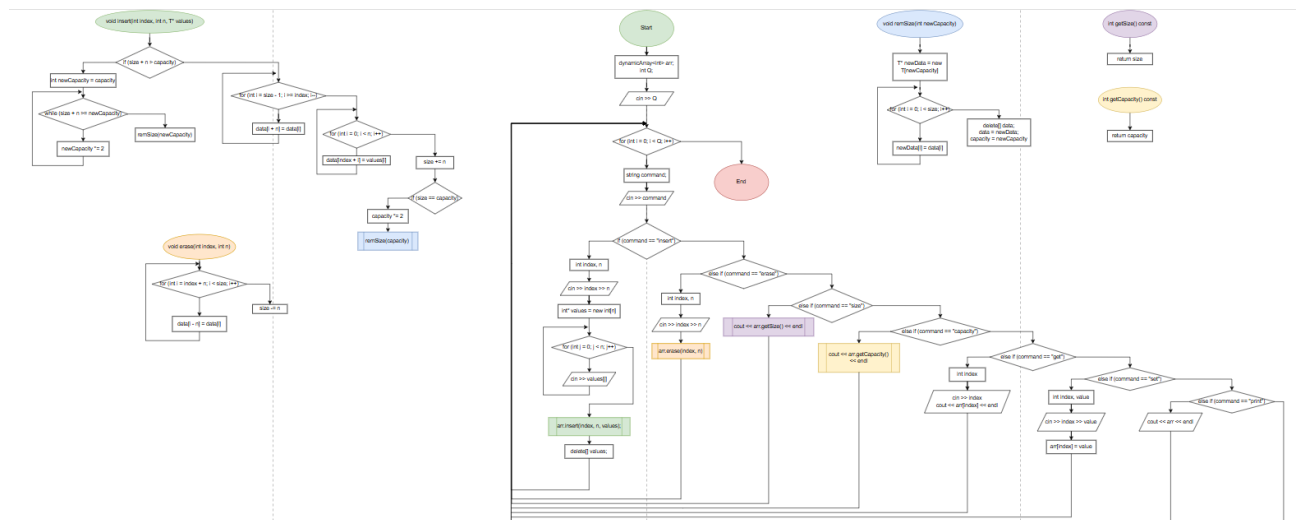 void insert(int index, int n, T* values)
if (size + n > capacity)
int newCapacity = capacity
while (size + n >= newCapacity)
newCapacity *= 2
remSize(newCapacity)
for (int i = size - 1; i >= index; i--)
data[i + n] = data[i]
for (int i = 0; i < n; i++)
data[index + i] = values[i]
size += n
if (size == capacity)
capacity *= 2
remSize(capacity)
void erase(int index, int n)
for (int i = index + n; i < size; i++)
data[i - n] = data[i]
size -= n
Start
dynamicArray<int> arr;
int Q;
cin >> Q
for (int i = 0; i < Q; i++)
End
string command;
cin >> command
if (command == "insert")
int index, n
cin >> index >> n
int* values = new int[n]
for (int j = 0; j < n; j++)
cin >> values[j]
arr.insert(index, n, values);
delete[] values;
else if (command == "erase")
int index, n
cin >> index >> n
arr.erase(index, n)
else if (command == "size")
cout << arr.getSize() << endl
else if (command == "capacity")
cout << arr.getCapacity()
<< endl
else if (command == "get")
int index
cin >> index
cout << arr[index] << endl
else if (command == "set")
int index, value
cin >> index >> value
arr[index] = value
else if (command == "print")
cout << arr << endl
void remSize(int newCapacity)
T* newData = new
T[newCapacity]
for (int i = 0; i < size; i++)
newData[i] = data[i]
delete[] data;
data = newData;
capacity = newCapacity
int getSize() const
return size
int getCapacity() const
return capacity